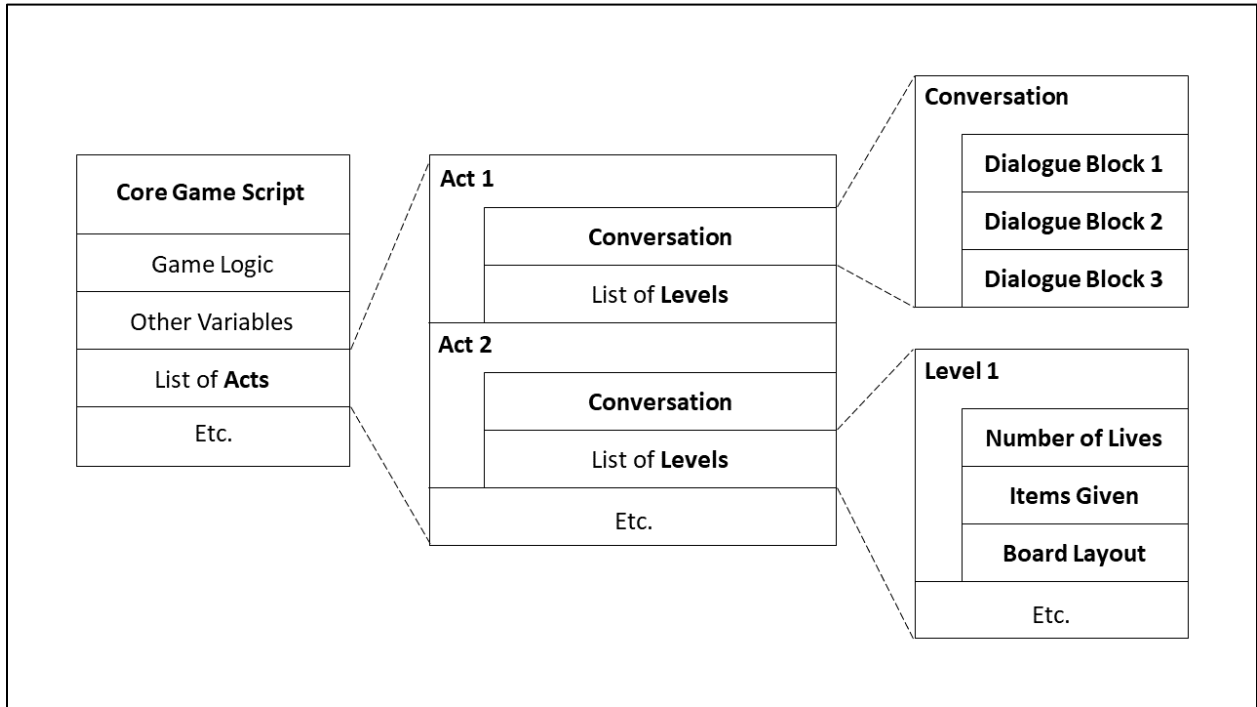 Core Game Script
Game Logic
Other Variables
List of Acts
Etc.
Act 1
Conversation
List of Levels
Act 2
Conversation
List of Levels
Etc.
Conversation
Dialogue Block 1
Dialogue Block 2
Dialogue Block 3
Level 1
Number of Lives
Items Given
Board Layout
Etc.